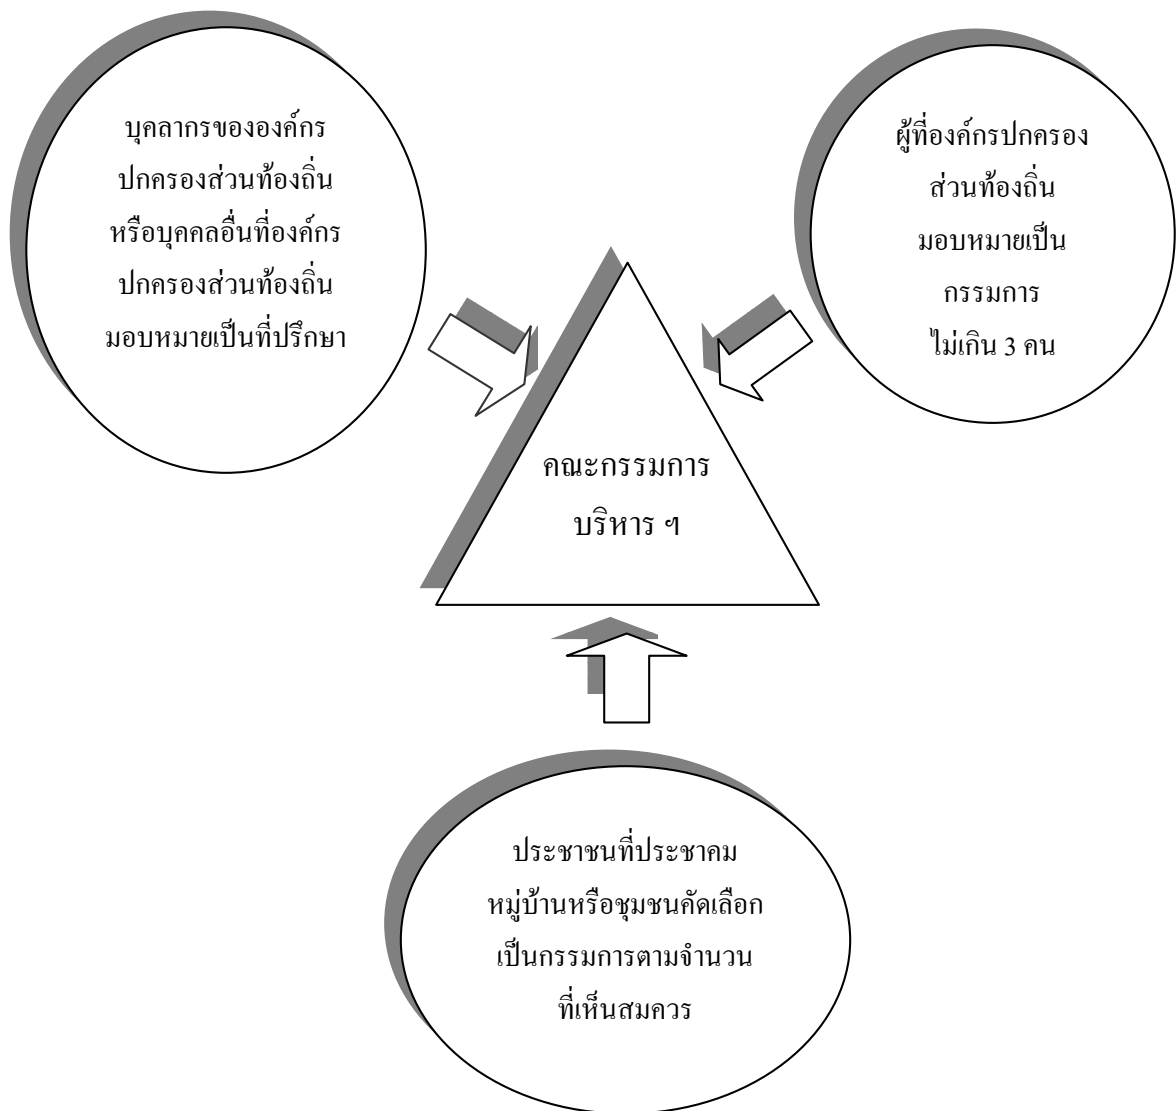 บุคลากรขององค์กร
ปกครองส่วนท้องถิ่น
หรือบุคคลอื่นที่องค์กร
ปกครองส่วนท้องถิ่น
มอบหมายเป็นที่ปรึกษา
ผู้ที่องค์กรปกครอง
ส่วนท้องถิ่น
มอบหมายเป็น
กรรมการ
ไม่เกิน 3 คน
คณะกรรมการ
บริหาร ฯ
ประชาชนที่ประชาคม
หมู่บ้านหรือชุมชนคัดเลือก
เป็นกรรมการตามจำนวน
ที่เห็นสมควร